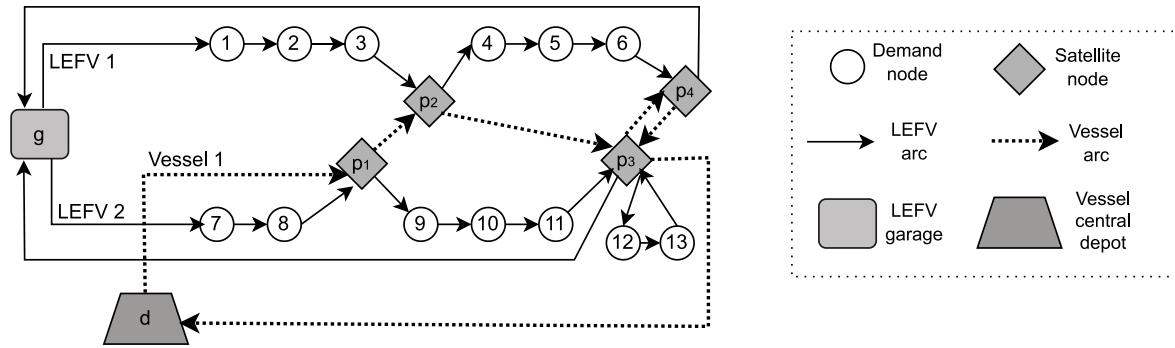 LEFV 1
1
2
3
4
5
6
p2
p4
g
Vessel 1
p1
p3
LEFV 2
7
8
9
10
11
12
13
d
Demand
node
Satellite
node
LEFV
arc
Vessel
arc
LEFV
garage
Vessel
central
depot